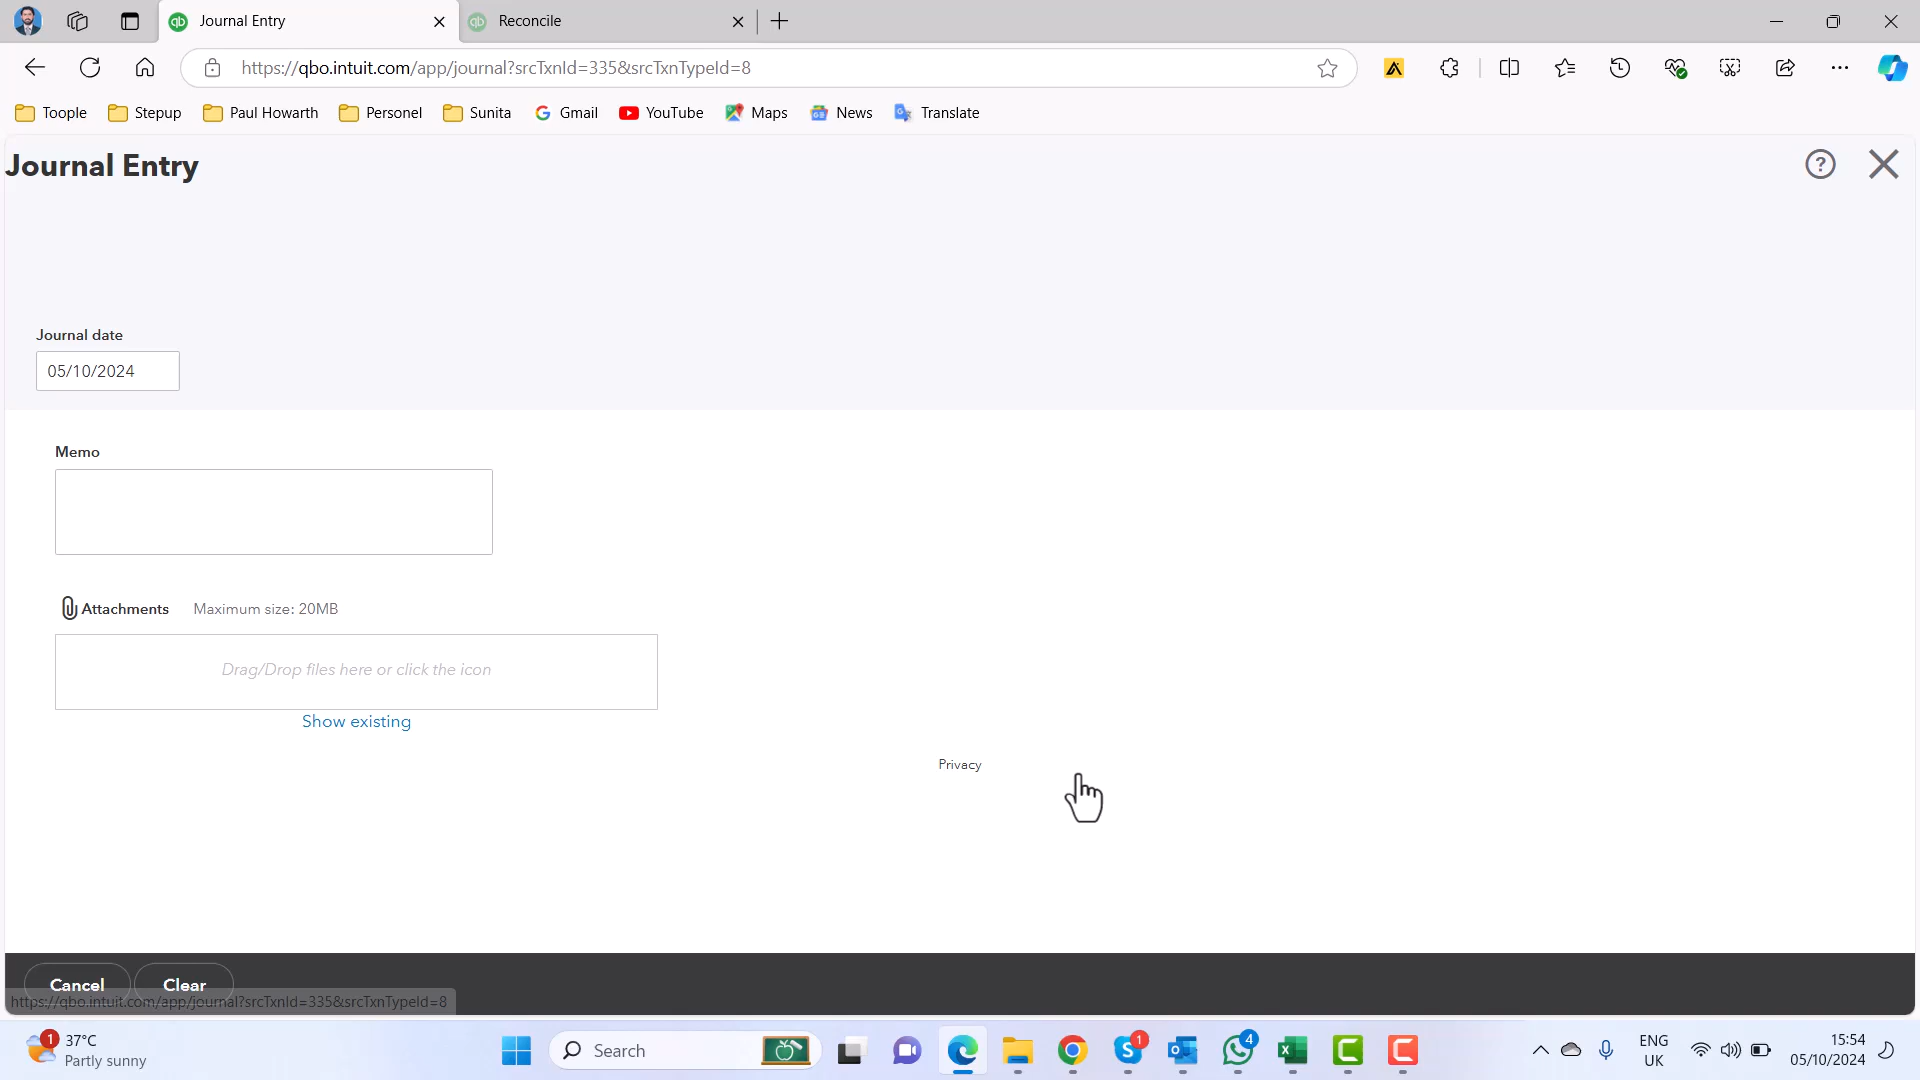 Journal Entry
Reconcile
https://qbo.intuit.com/app/journal?srcTxnId=335&srcTxnTypeId=8
Toople
Stepup
Paul Howarth
Personel
Sunita
Gmail
YouTube
Maps
News
Translate
Journal Entry
Journal date
05/10/2024
Memo
Attachments Maximum size: 20MB
Drag/Drop files here or click the icon
Show existing
Privacy
Cancel
Clear
https://qbo.intuit.com/app/journal?srcTxnId=335&srcTxnTypeId=8
1
37°C
Partly sunny
Search
1
4
ENG
UK
15:54
05/10/2024